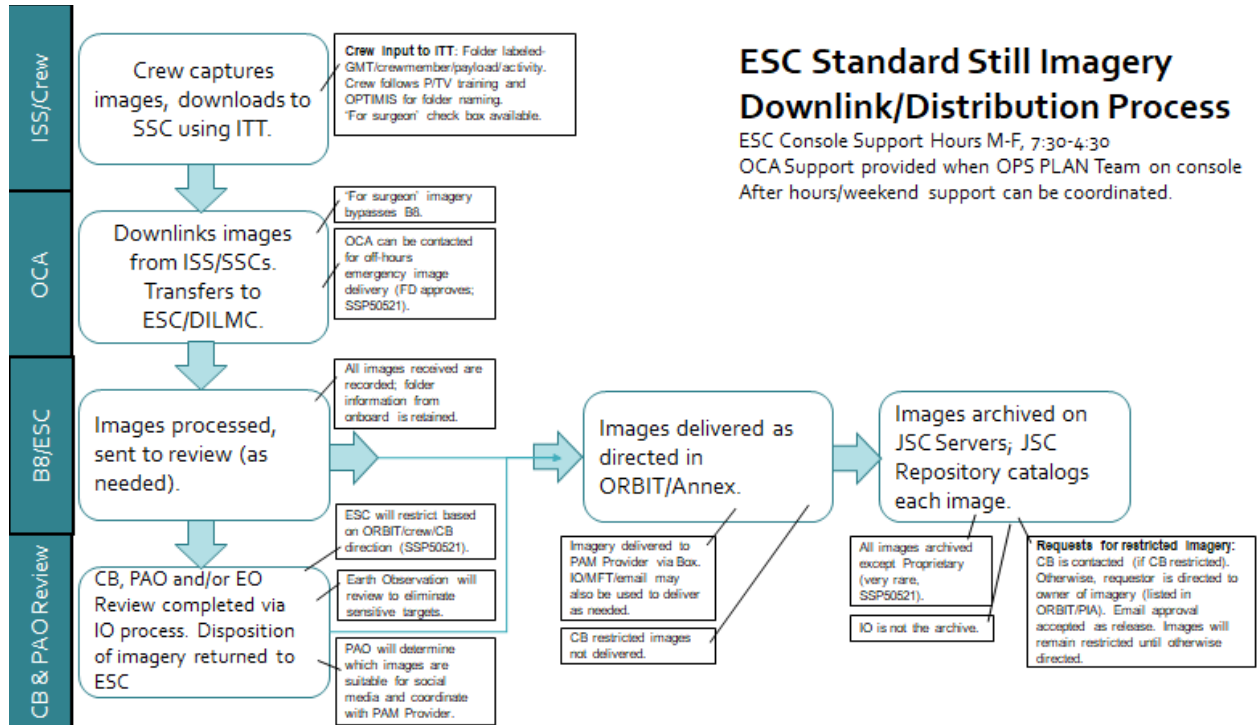 ESC Standard Still Imagery
Downlink/Distribution Process
ESC Console Support Hours M-F, 7:30-4:30
OCA Support provided when OPS PLAN Team on console
After hours/weekend support can be coordinated.
ISS/Crew
Crew captures
images, downloads to
SSC using ITT.
Crew Input to ITT: Folder labeled-
GMT/crewmember/payload/activity.
Crew follows P/TV training and
OPTIMIS for folder naming.
'For surgeon' check box available.
OCA
Downlinks images
from ISS/SSCs.
Transfers to
ESC/DILMC.
'For surgeon' imagery
bypasses B8.
OCA can be contacted
for off-hours
emergency image
delivery (FD approves;
SSP50521).
B8/ESC
Images processed,
sent to review (as
needed).
All images received are
recorded; folder
information from
onboard is retained.
Images delivered as
directed in
ORBIT/Annex.
Imagery delivered to
PAM Provider via Box.
IO/MFT/email may
also be used to deliver
as needed.
CB restricted images
not delivered.
Images archived on
JSC Servers; JSC
Repository catalogs
each image.
All images archived
except Proprietary
(very rare,
SSP50521).
IO is not the archive.
Requests for restricted imagery:
CB is contacted (if CB restricted).
Otherwise, requestor is directed to
owner of imagery (listed in
ORBIT/PIA). Email approval
accepted as release. Images will
remain restricted until otherwise
directed.
CB & PAO Review
CB, PAO and/or EO
Review completed via
IO process. Disposition
of imagery returned to
ESC
ESC will restrict based
on ORBIT/crew/CB
direction (SSP50521).
Earth Observation will
review to eliminate
sensitive targets.
PAO will determine
which images are
suitable for social
media and coordinate
with PAM Provider.